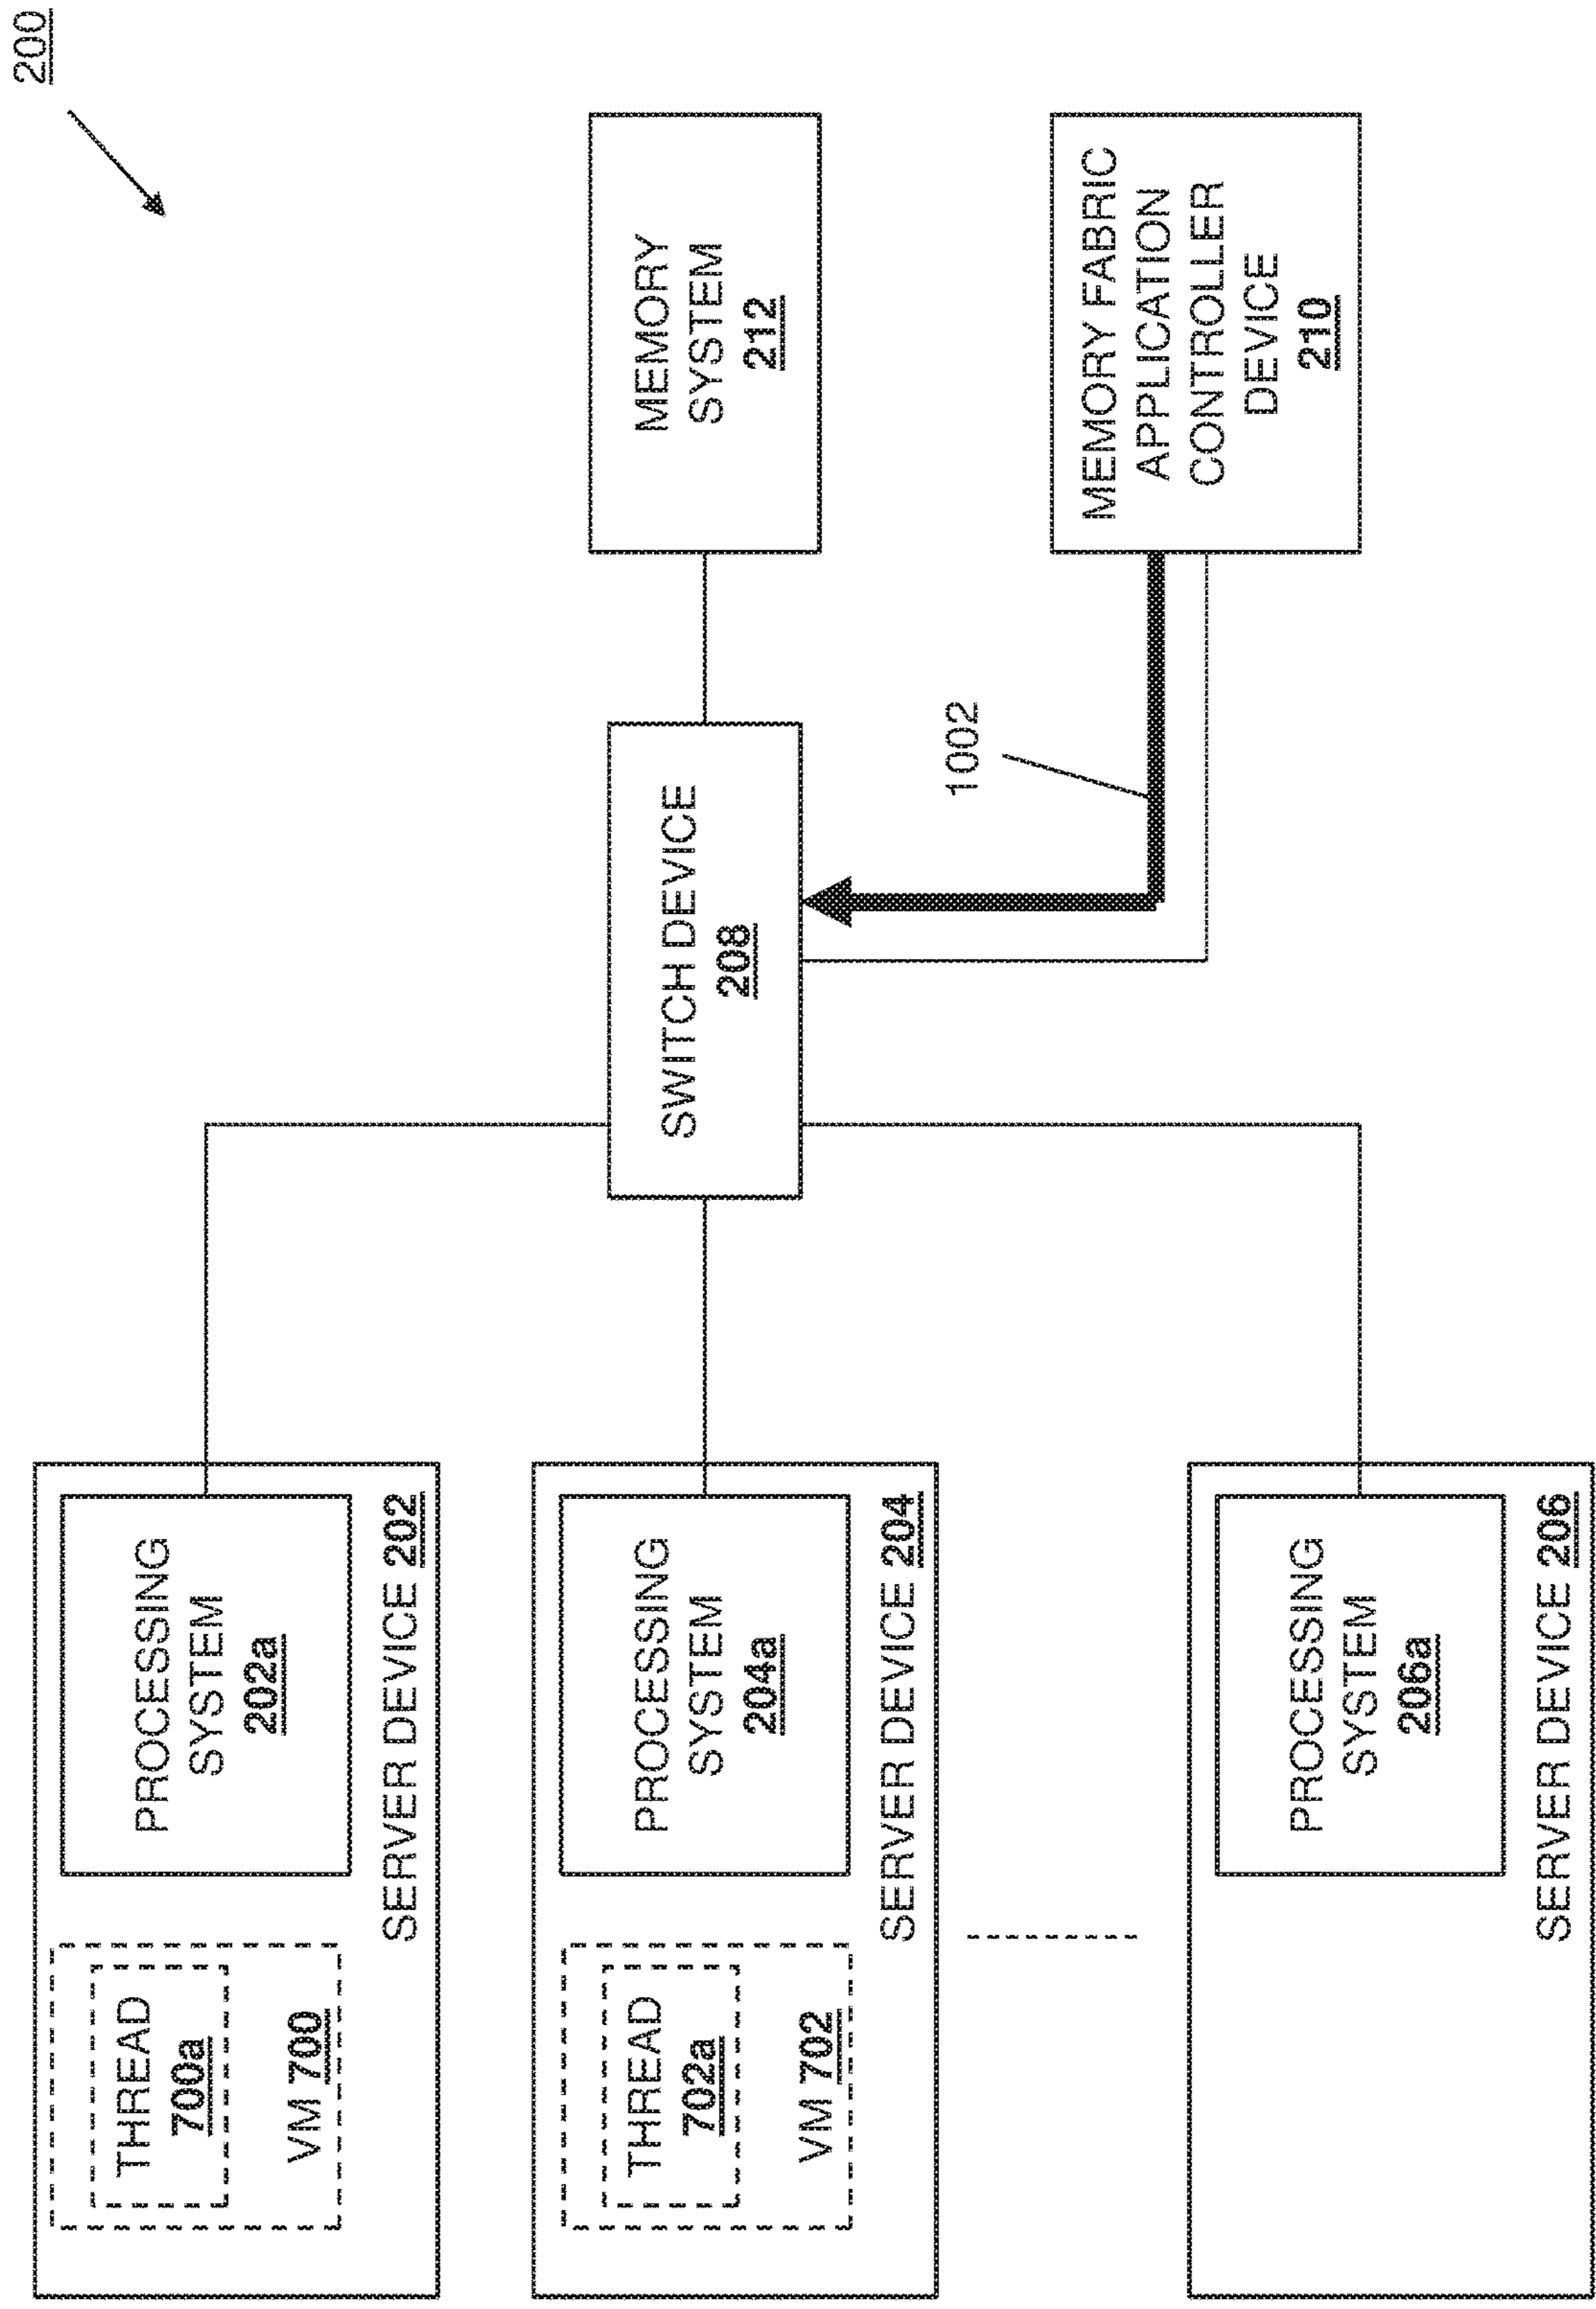 200
THREAD
700a
VM 700
PROCESSING
SYSTEM
202a
SERVER DEVICE 202
THREAD
702a
VM 702
PROCESSING
SYSTEM
204a
SERVER DEVICE 204
PROCESSING
SYSTEM
206a
SERVER DEVICE 206
SWITCH DEVICE
208
1002
MEMORY
SYSTEM
212
MEMORY FABRIC
APPLICATION
CONTROLLER
DEVICE
210